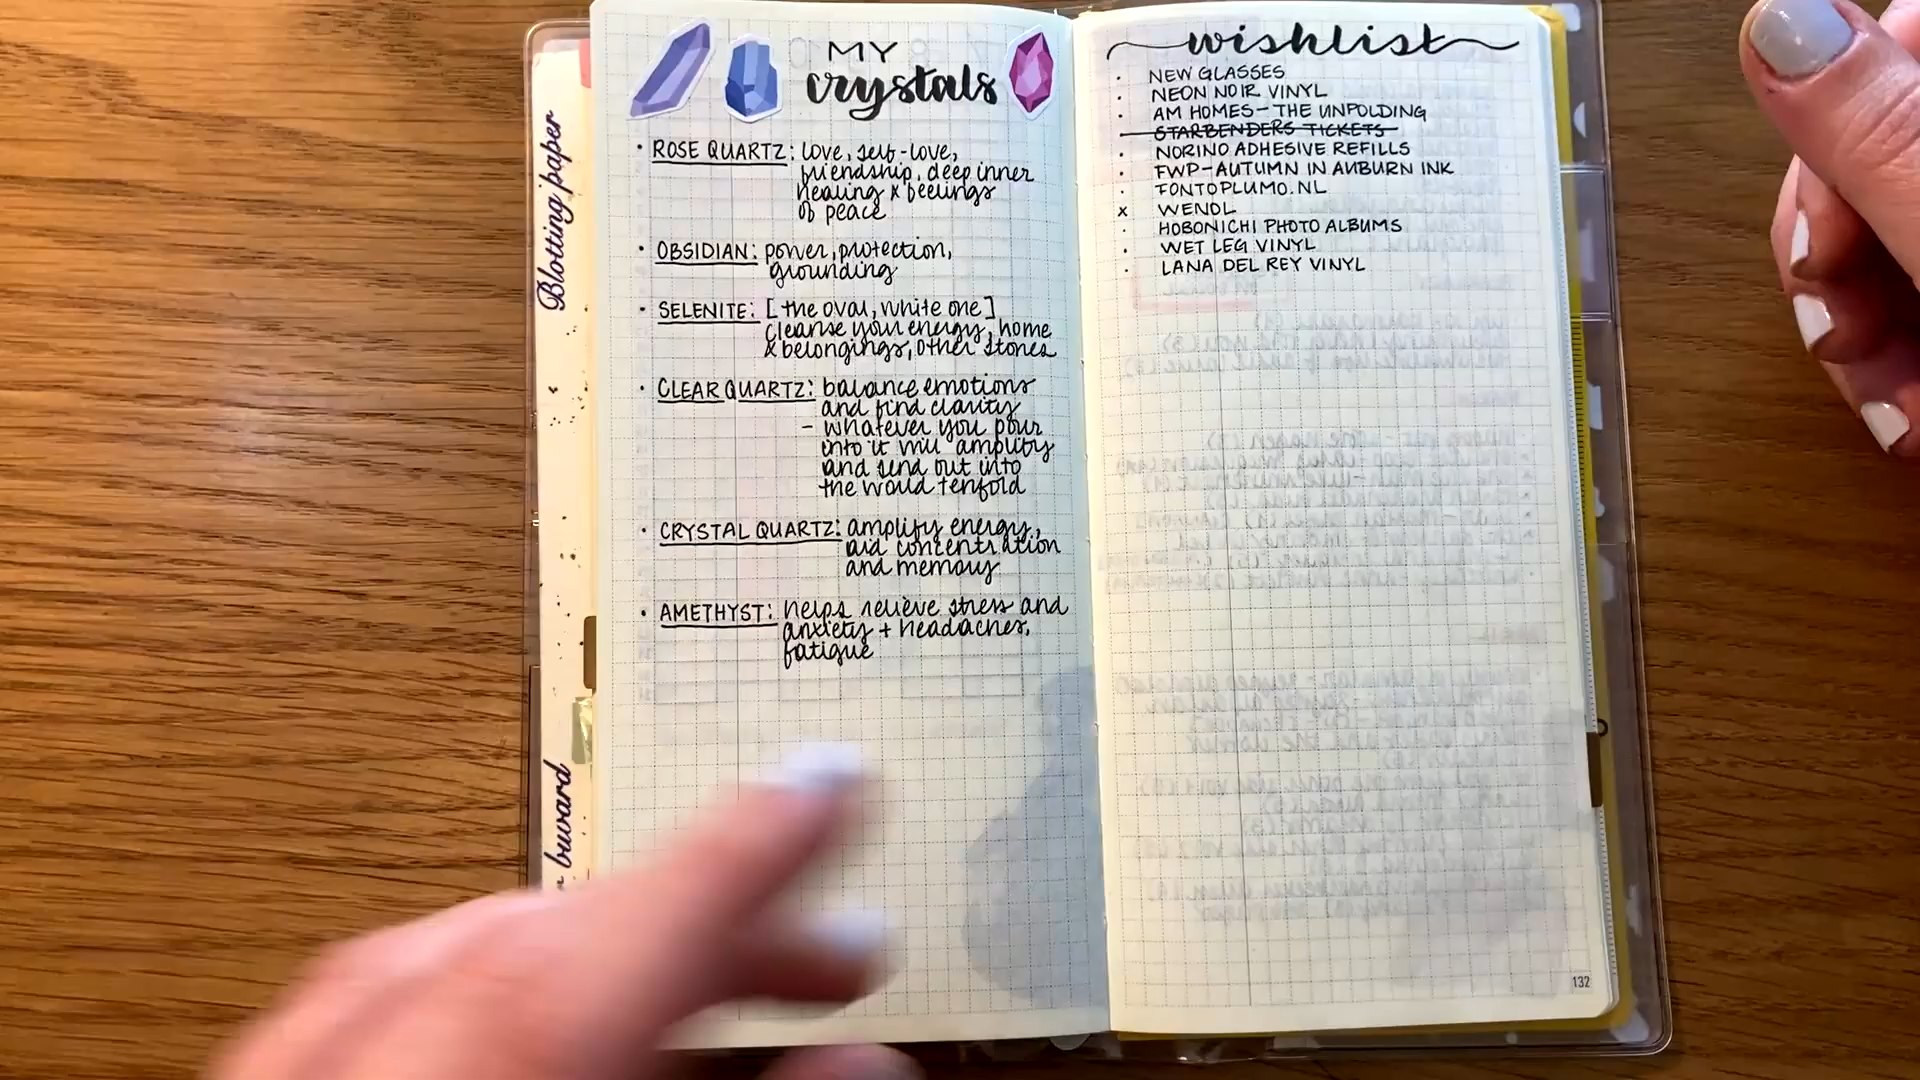 Blotting paper
MY
crystals
• ROSE QUARTZ: love, self-love,
friendship, deep inner
healing & feelings
of peace
• OBSIDIAN: power, protection,
grounding
• SELENITE: [the oval, white one]
cleanse your energy, home
& belongings, other stones
• CLEAR QUARTZ: balance emotions
and find clarity
- whatever you pour
into it will amplify
and send out into
the would tenfold
• CRYSTAL QUARTZ: amplify energy,
aid contentration
and memory
• AMETHYST: helps relieve stress and
anxiety + headaches,
fatigue
wishlist
· NEW GLASSES
· NEON NOIR VINYL
· AM HOMES - THE UNFOLDING
STARBENDERS TICKETS
· NORINO ADHESIVE REFILLS
· FWP - AUTUMN IN AUBURN INK
· FONTOPLUMO.NL
x WENDL
· HOBONICHI PHOTO ALBUMS
· WET LEG VINYL
· LANA DEL REY VINYL
132